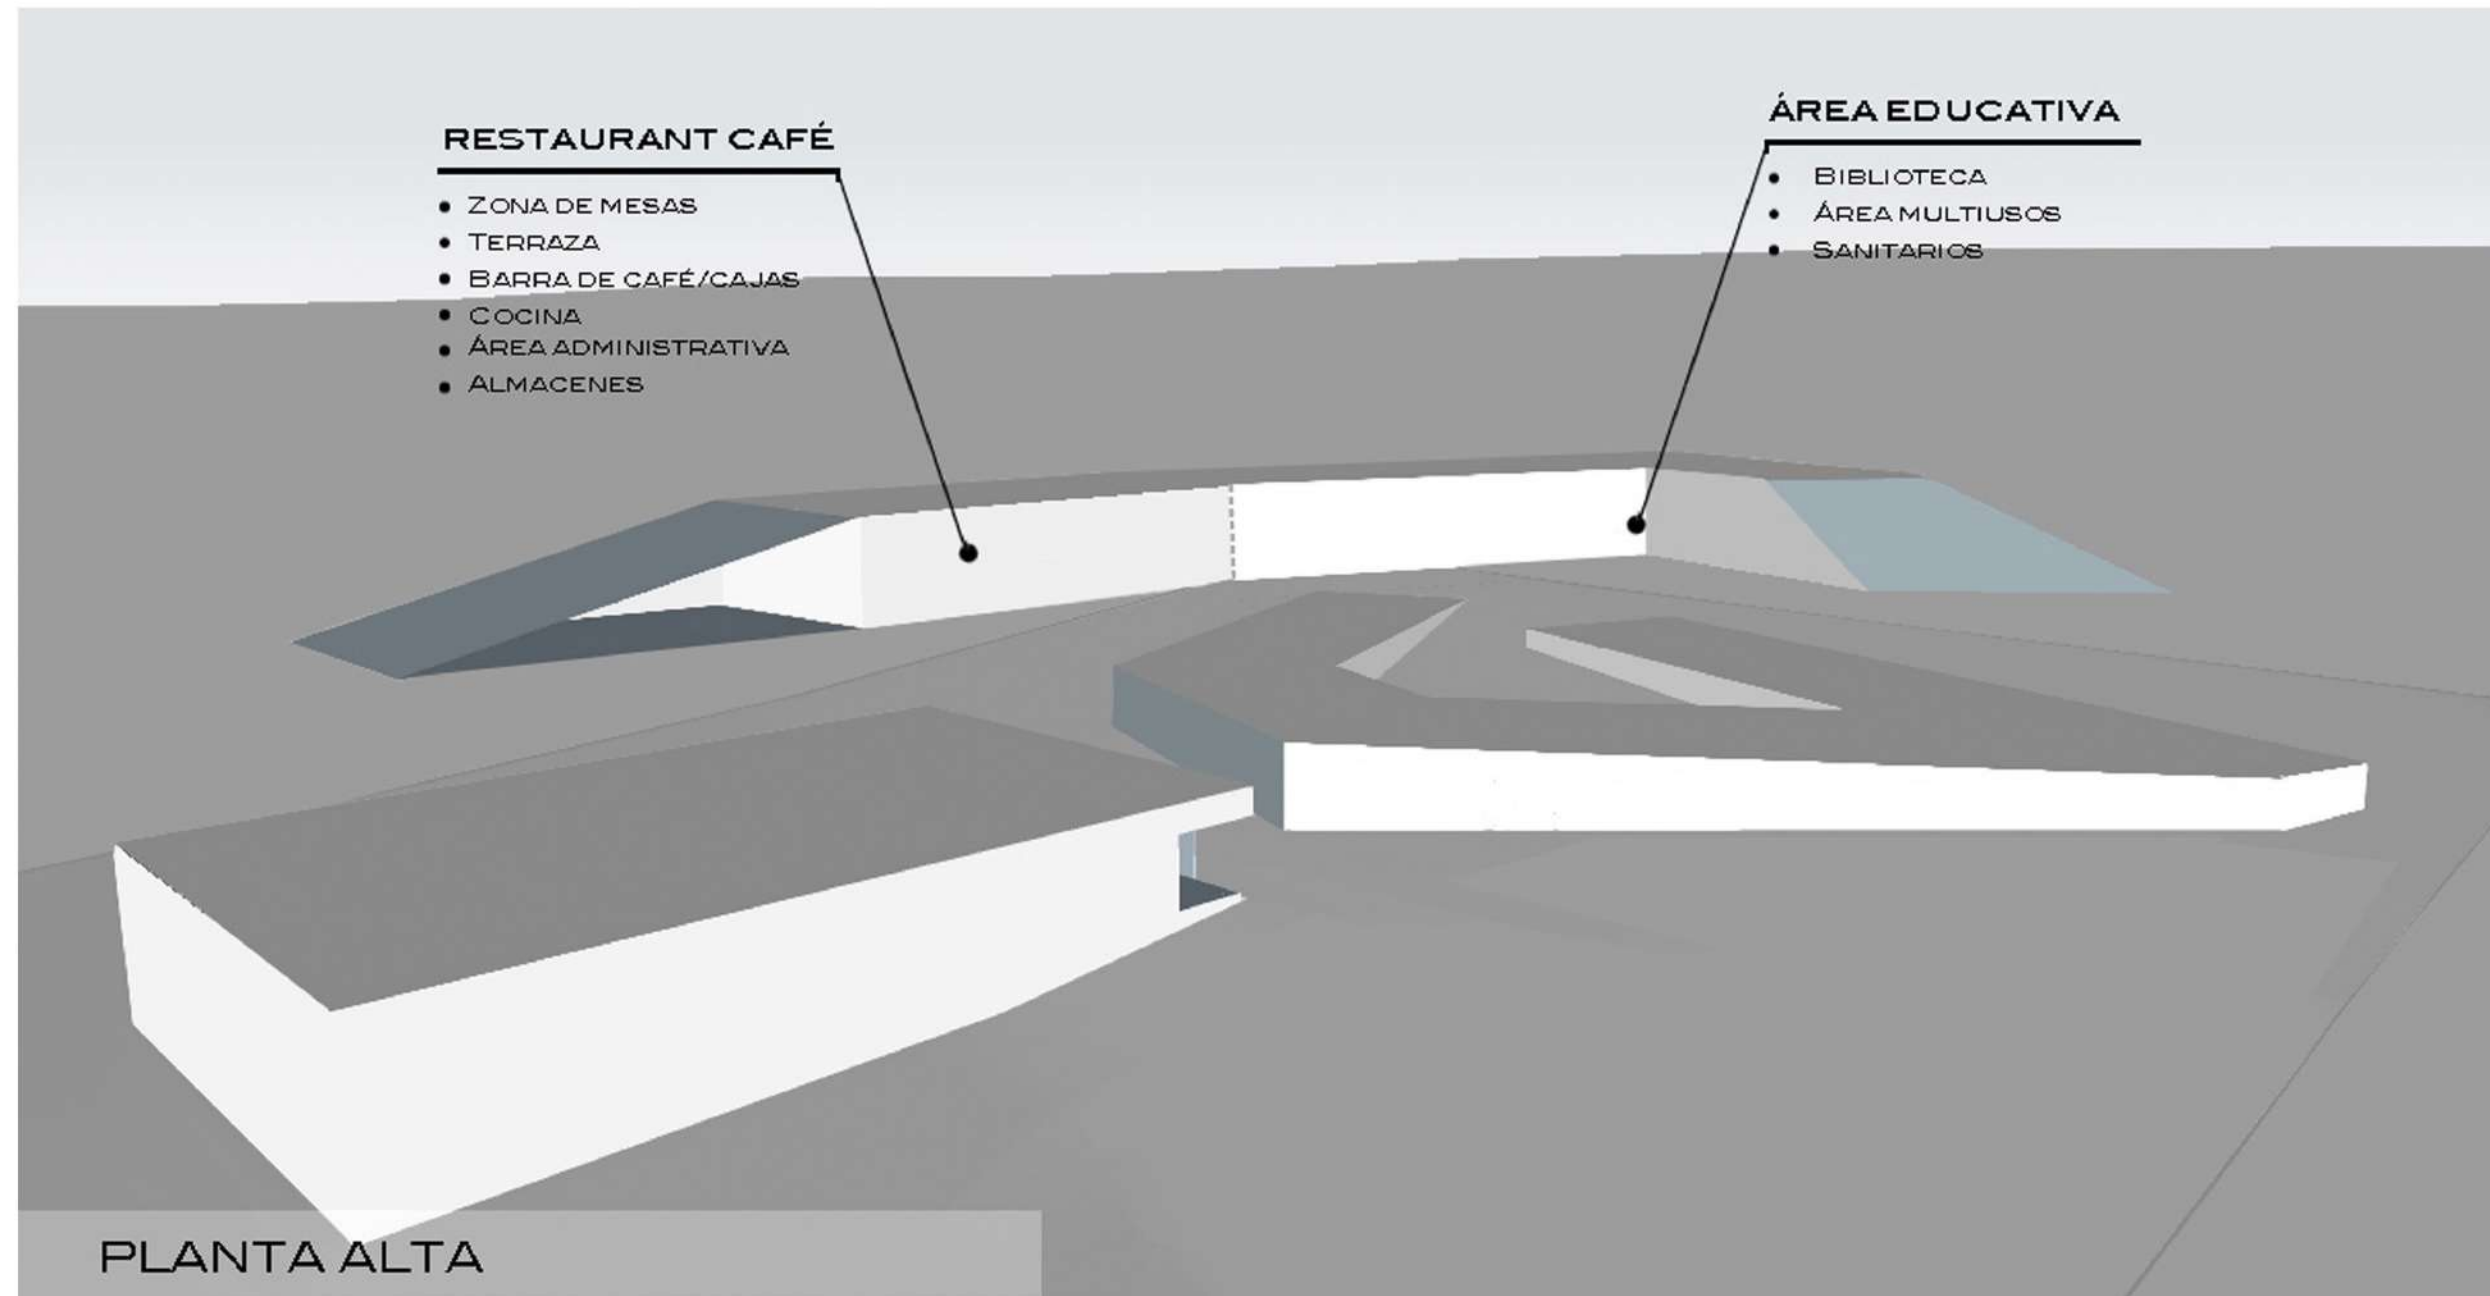 RESTAURANT CAFÉ
• ZONA DE MESAS
• TERRAZA
• BARRA DE CAFÉ/CAJAS
• COCINA
• ÁREA ADMINISTRATIVA
• ALMACENES
ÁREA EDUCATIVA
• BIBLIOTECA
• ÁREA MULTIUSOS
• SANITARIOS
PLANTA ALTA